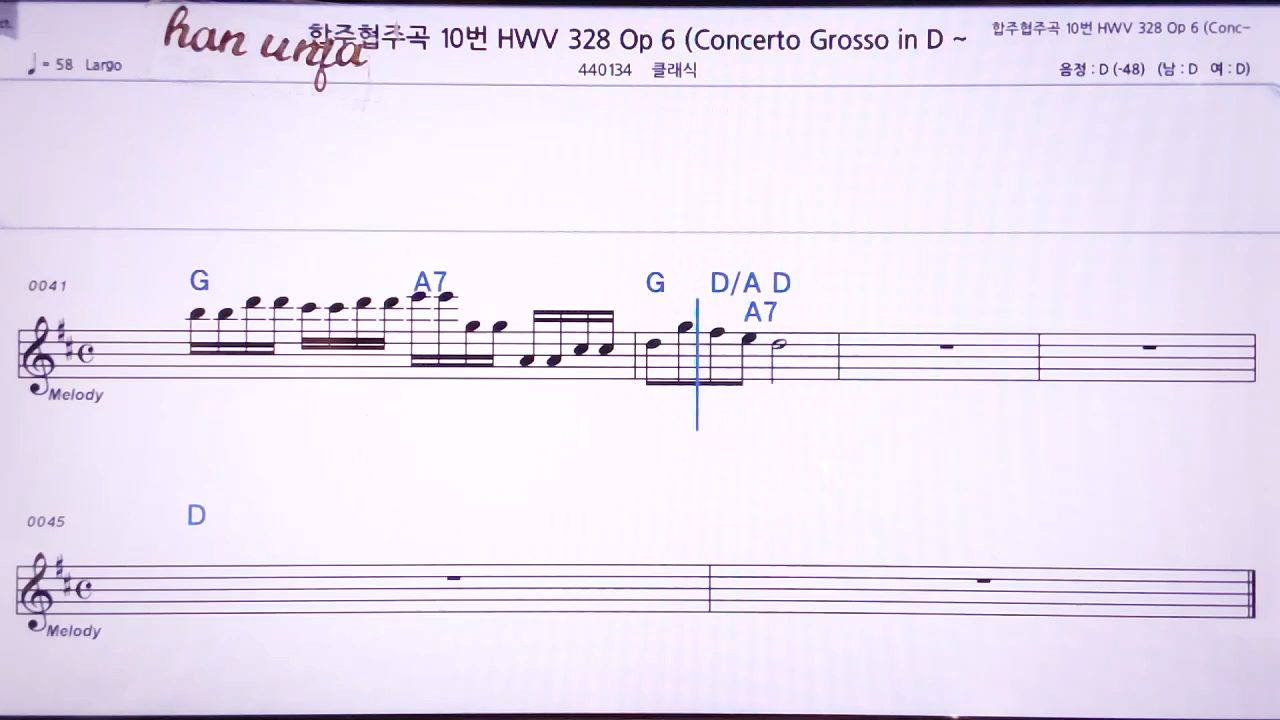 han unfa
합주협주곡 10번 HWV 328 Op 6 (Concerto Grosso in D ~
합주협주곡 10번 HWV 328 Op 6 (Conc~
♩ = 58 Largo
440134 클래식
음정 : D (-48) (남 : D 여 : D)
0041
G A7 G D/A D
A7
Melody
0045
D
Melody